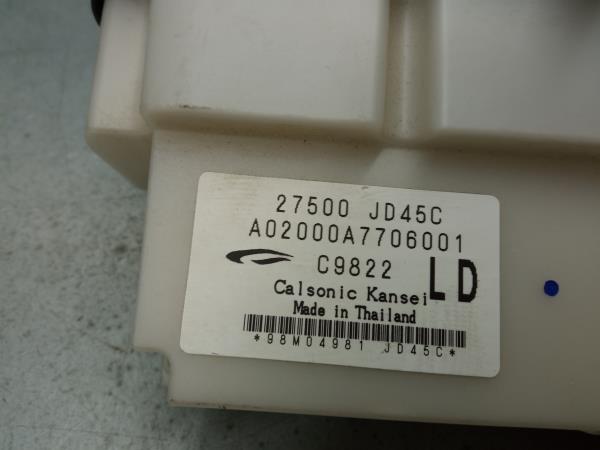 27500 JD45C
A02000A7706001
C9822 LD
Calsonic Kansei
Made in Thailand
*98M04981 JD45C*